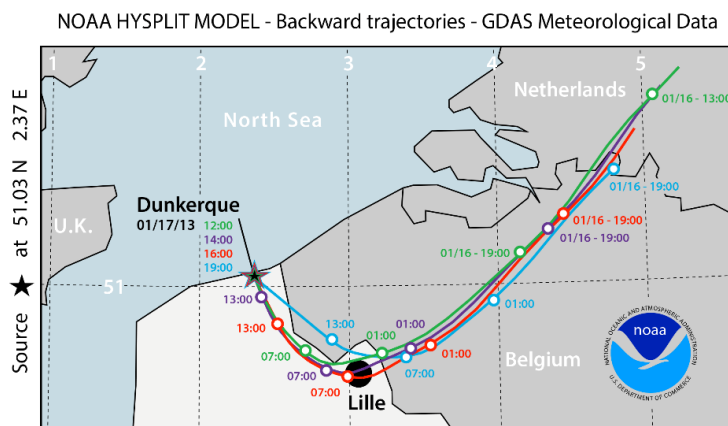 NOAA HYSPLIT MODEL - Backward trajectories - GDAS Meteorological Data
1
2
3
4
5
Netherlands
01/16 - 13:00
North Sea
01/16 - 19:00
Dunkerque
01/17/13
12:00
14:00
16:00
19:00
U.K.
01/16 - 19:00
01/16 - 19:00
01/16 - 19:00
Source ★ at 51.03 N 2.37 E
51
13:00
13:00
13:00
01:00
01:00
01:00
01:00
07:00
07:00
07:00
07:00
Belgium
Lille
NATIONAL OCEANIC AND ATMOSPHERIC ADMINISTRATION
noaa
U.S. DEPARTMENT OF COMMERCE